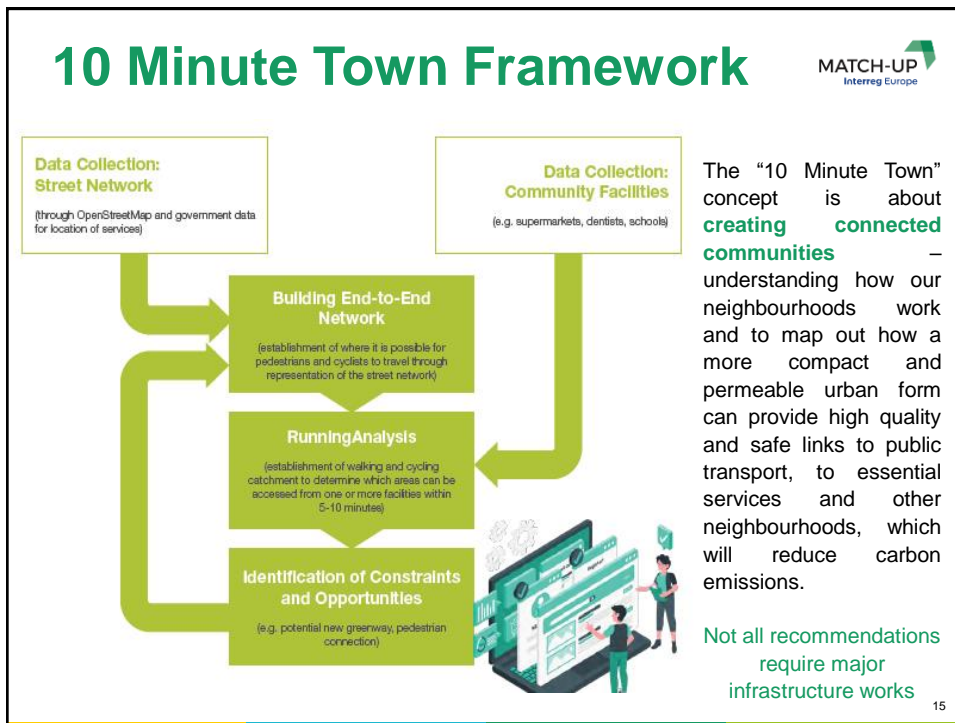 10 Minute Town Framework
MATCH-UP
Interreg Europe
Data Collection:
Street Network
(through OpenStreetMap and government data
for location of services)
Data Collection:
Community Facilities
(e.g. supermarkets, dentists, schools)
Building End-to-End
Network
(establishment of where it is possible for
pedestrians and cyclists to travel through
representation of the street network)
RunningAnalysis
(establishment of walking and cycling
catchment to determine which areas can be
accessed from one or more facilities within
5-10 minutes)
Identification of Constraints
and Opportunities
(e.g. potential new greenway, pedestrian
connection)
The “10 Minute Town”
concept is about
creating connected
communities –
understanding how our
neighbourhoods work
and to map out how a
more compact and
permeable urban form
can provide high quality
and safe links to public
transport, to essential
services and other
neighbourhoods, which
will reduce carbon
emissions.
Not all recommendations
require major
infrastructure works
15